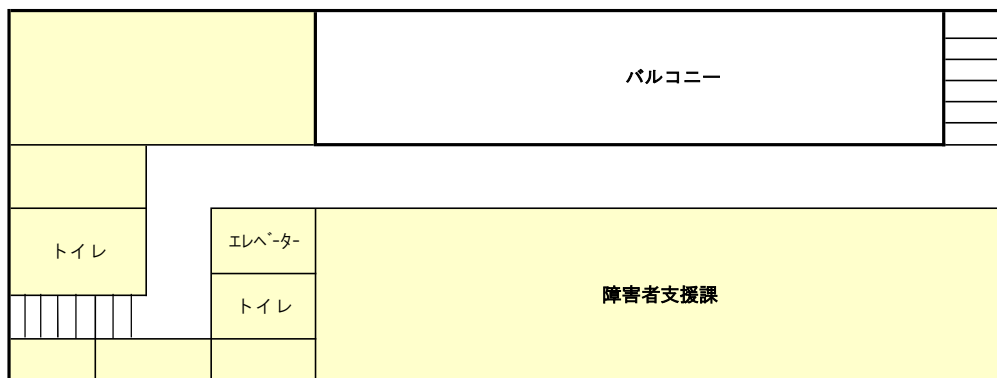 バルコニー
トイレ
エレベーター
トイレ
障害者支援課